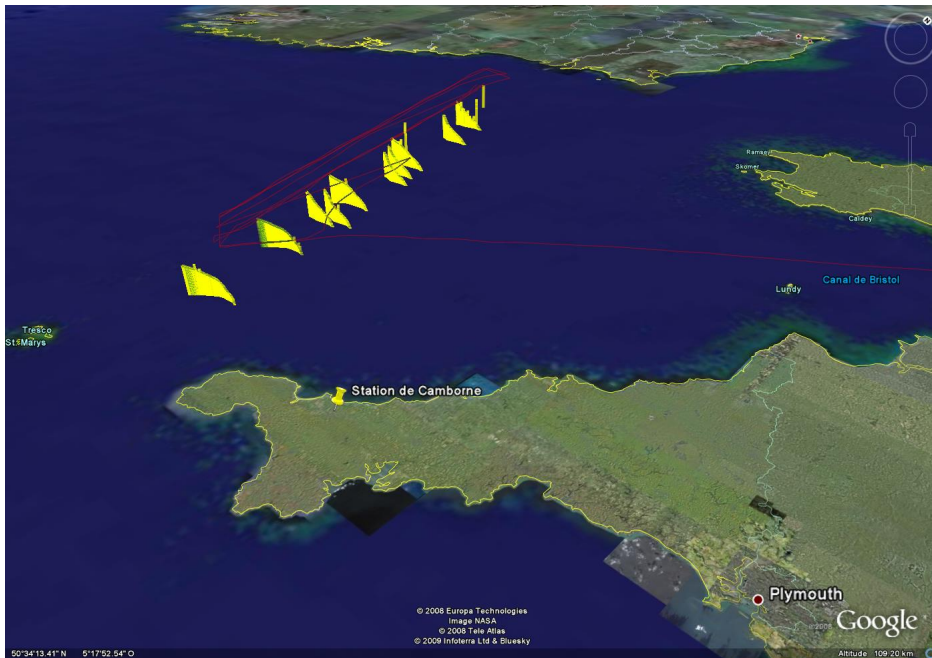 Ramsey
Skomer
Caldey
Canal de Bristol
Lundy
Tresco
St. Marys
Station de Camborne
Plymouth
© 2008 Europa Technologies
Image NASA
© 2008 Tele Atlas
© 2009 Infoterra Ltd & Bluesky
©2008 Google
50°34'13.41" N 5°17'52.54" O
Altitude 109.20 km